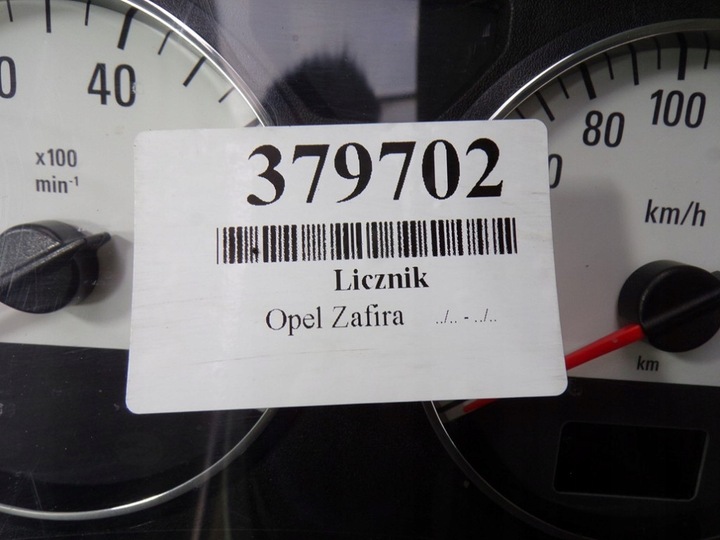 40
x100
min⁻¹
80
100
km/h
km
379702
Licznik
Opel Zafira ../.. - ../..